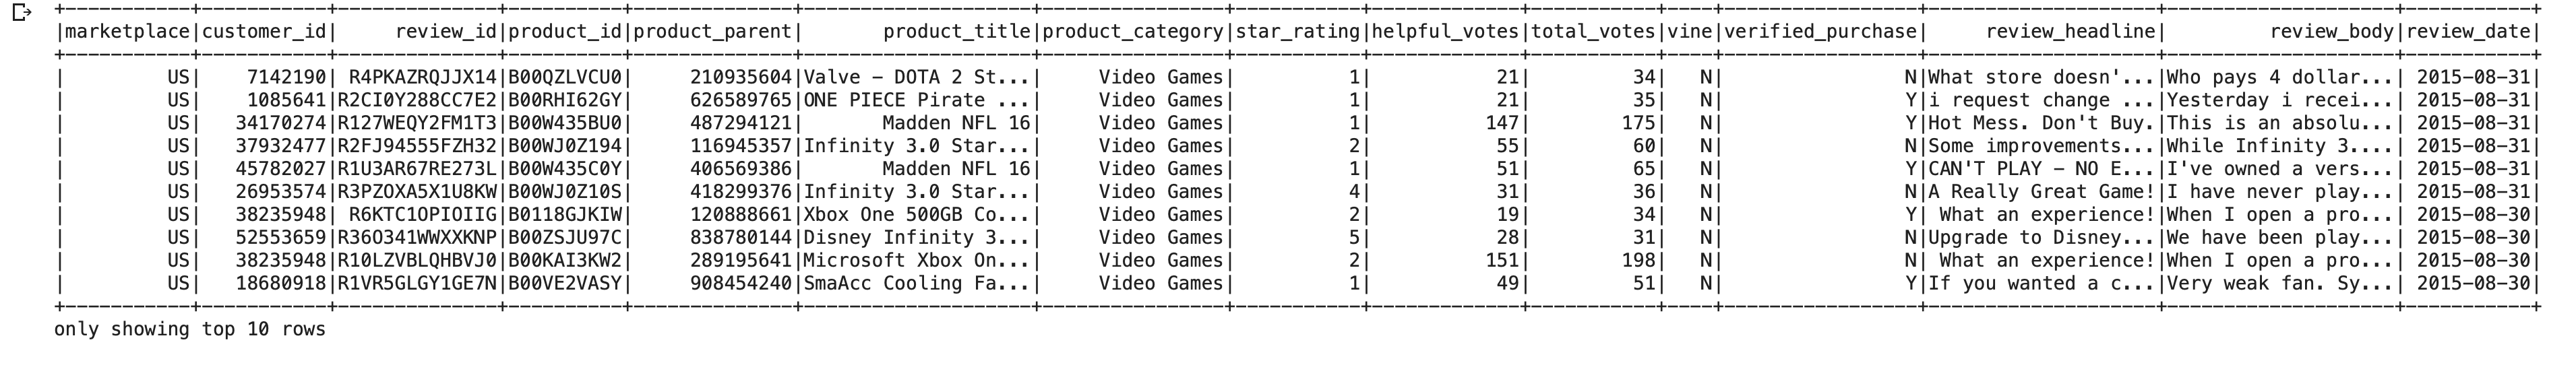 +-----------+-----------+--------------+----------+--------------+--------------------+----------------+-----------+-------------+-----------+----+-----------------+--------------------+--------------------+-----------+
|marketplace|customer_id|     review_id|product_id|product_parent|       product_title|product_category|star_rating|helpful_votes|total_votes|vine|verified_purchase|     review_headline|         review_body|review_date|
+-----------+-----------+--------------+----------+--------------+--------------------+----------------+-----------+-------------+-----------+----+-----------------+--------------------+--------------------+-----------+
|         US|    7142190| R4PKAZRQJJX14|B00QZLVCU0|     210935604|Valve - DOTA 2 St...|     Video Games|          1|           21|         34|   N|                N|What store doesn'...|Who pays 4 dollar...| 2015-08-31|
|         US|    1085641|R2CI0Y288CC7E2|B00RHI62GY|     626589765|ONE PIECE Pirate ...|     Video Games|          1|           21|         35|   N|                Y|i request change ...|Yesterday i recei...| 2015-08-31|
|         US|   34170274|R127WEQY2FM1T3|B00W435BU0|     487294121|        Madden NFL 16|     Video Games|          1|          147|        175|   N|                Y|Hot Mess. Don't Buy.|This is an absolu...| 2015-08-31|
|         US|   37932477|R2FJ94555FZH32|B00WJ0Z194|     116945357|Infinity 3.0 Star...|     Video Games|          2|           55|         60|   N|                N|Some improvements...|While Infinity 3....| 2015-08-31|
|         US|   45782027|R1U3AR67RE273L|B00W435C0Y|     406569386|        Madden NFL 16|     Video Games|          1|           51|         65|   N|                Y|CAN'T PLAY - NO E...|I've owned a vers...| 2015-08-31|
|         US|   26953574|R3PZOXA5X1U8KW|B00WJ0Z10S|     418299376|Infinity 3.0 Star...|     Video Games|          4|           31|         36|   N|                N|A Really Great Game!|I have never play...| 2015-08-31|
|         US|   38235948| R6KTC1OPIOIIG|B0118GJKIW|     120888661|Xbox One 500GB Co...|     Video Games|          2|           19|         34|   N|                Y| What an experience!|When I open a pro...| 2015-08-30|
|         US|   52553659|R36O341WWXXKNP|B00ZSJU97C|     838780144|Disney Infinity 3...|     Video Games|          5|           28|         31|   N|                N|Upgrade to Disney...|We have been play...| 2015-08-30|
|         US|   38235948|R10LZVBLQHBVJ0|B00KAI3KW2|     289195641|Microsoft Xbox On...|     Video Games|          2|          151|        198|   N|                N| What an experience!|When I open a pro...| 2015-08-30|
|         US|   18680918|R1VR5GLGY1GE7N|B00VE2VASY|     908454240|SmaAcc Cooling Fa...|     Video Games|          1|           49|         51|   N|                Y|If you wanted a c...|Very weak fan. Sy...| 2015-08-30|
+-----------+-----------+--------------+----------+--------------+--------------------+----------------+-----------+-------------+-----------+----+-----------------+--------------------+--------------------+-----------+
only showing top 10 rows